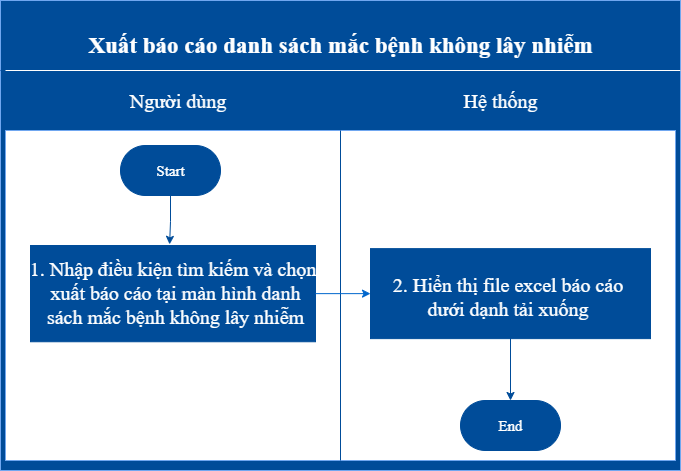 Xuất báo cáo danh sách mắc bệnh không lây nhiễm
Người dùng
Hệ thống
Start
1. Nhập điều kiện tìm kiếm và chọn
xuất báo cáo tại màn hình danh
sách mắc bệnh không lây nhiễm
2. Hiển thị file excel báo cáo
dưới dạnh tải xuống
End